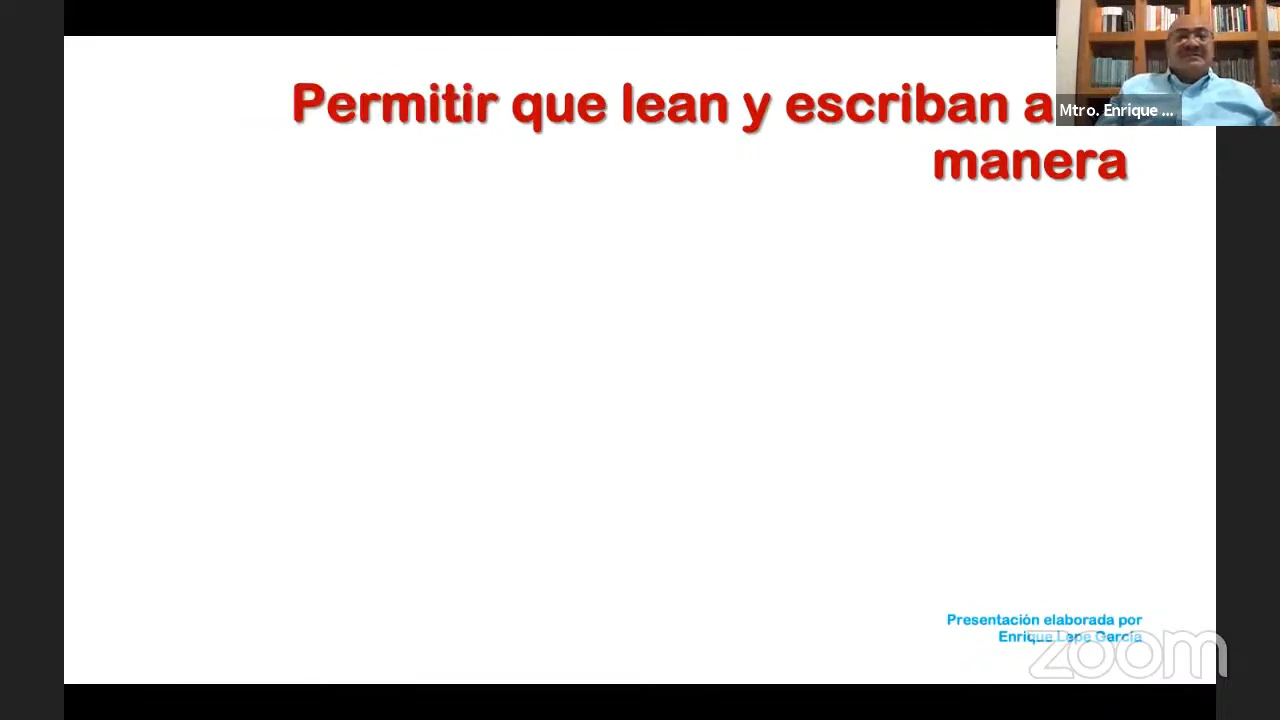 Permitir que lean y escriban a
manera
Mtro. Enrique ...
Presentación elaborada por
Enrique Lepe García
zoom